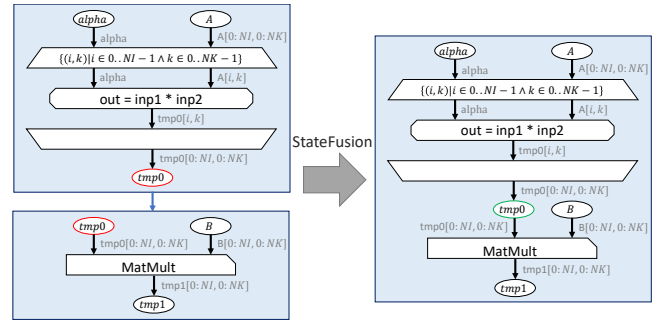 alpha A
alpha A[0: NI, 0: NK]
{(i, k)|i ∈ 0..NI − 1 ∧ k ∈ 0..NK − 1}
alpha A[i, k]
out = inp1 * inp2
tmp0[i, k]
tmp0[0: NI, 0: NK]
tmp0
tmp0 B
tmp0[0: NI, 0: NK] B[0: NI, 0: NK]
MatMult
tmp1[0: NI, 0: NK]
tmp1
StateFusion
alpha A
alpha A[0: NI, 0: NK]
{(i, k)|i ∈ 0..NI − 1 ∧ k ∈ 0..NK − 1}
alpha A[i, k]
out = inp1 * inp2
tmp0[i, k]
tmp0[0: NI, 0: NK]
tmp0 B
tmp0[0: NI, 0: NK] B[0: NI, 0: NK]
MatMult
tmp1[0: NI, 0: NK]
tmp1